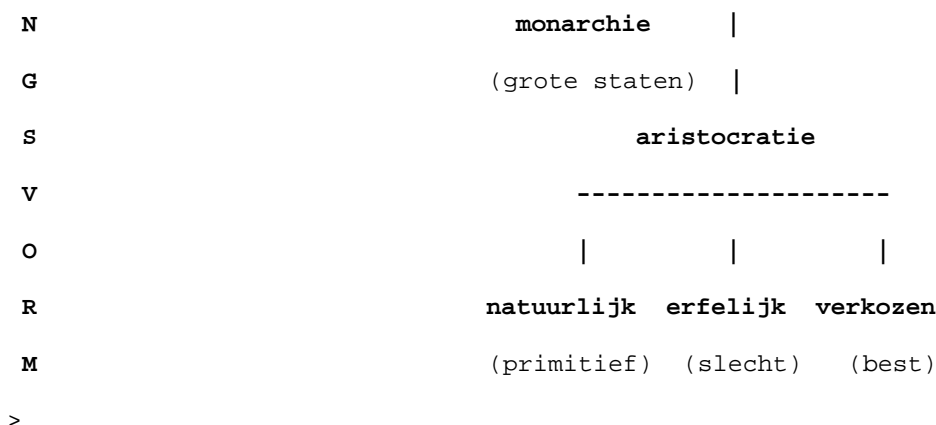 N monarchie |
G (grote staten) |
S aristocratie
V ---------------------
O | | |
R natuurlijk erfelijk verkozen
M (primitief) (slecht) (best)
>